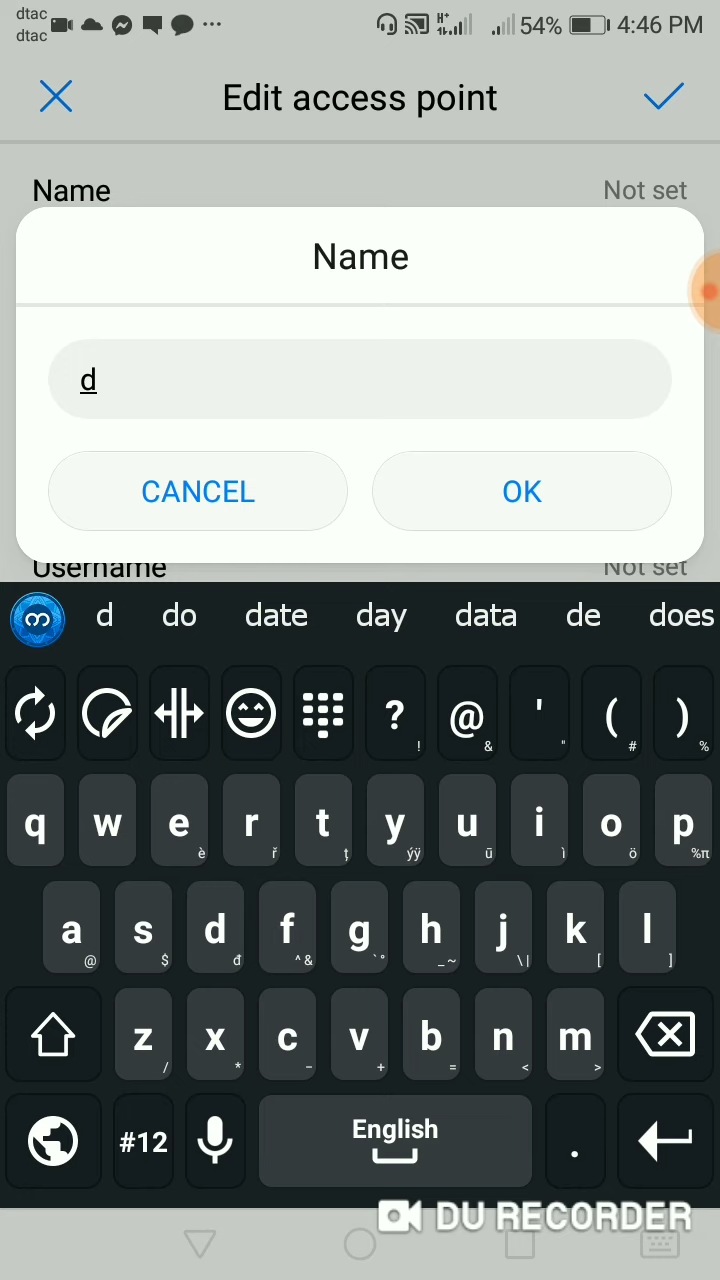 dtac
dtac
H+
54% 4:46 PM
Edit access point
Name Not set
Name
d
CANCEL OK
Username Not set
d do date day data de does
? ! @ & ' " ( # ) %
q w e è r ř t ţ y ýÿ u ū i ì o ö p %π
a @ s $ d đ f ^& g `° h _~ j \| k [ l ]
z / x * c – v + b = n < m >
#12 English .
DU RECORDER